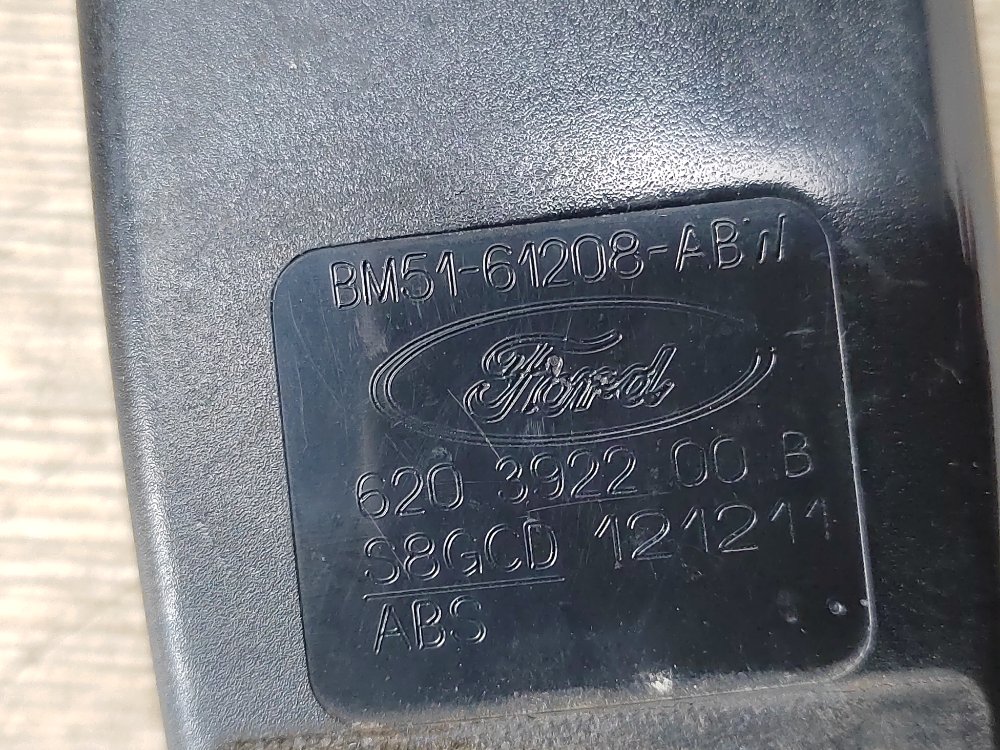 BM51-61208-ABW
Ford
620 3922 00 B
S8GCD 121211
ABS